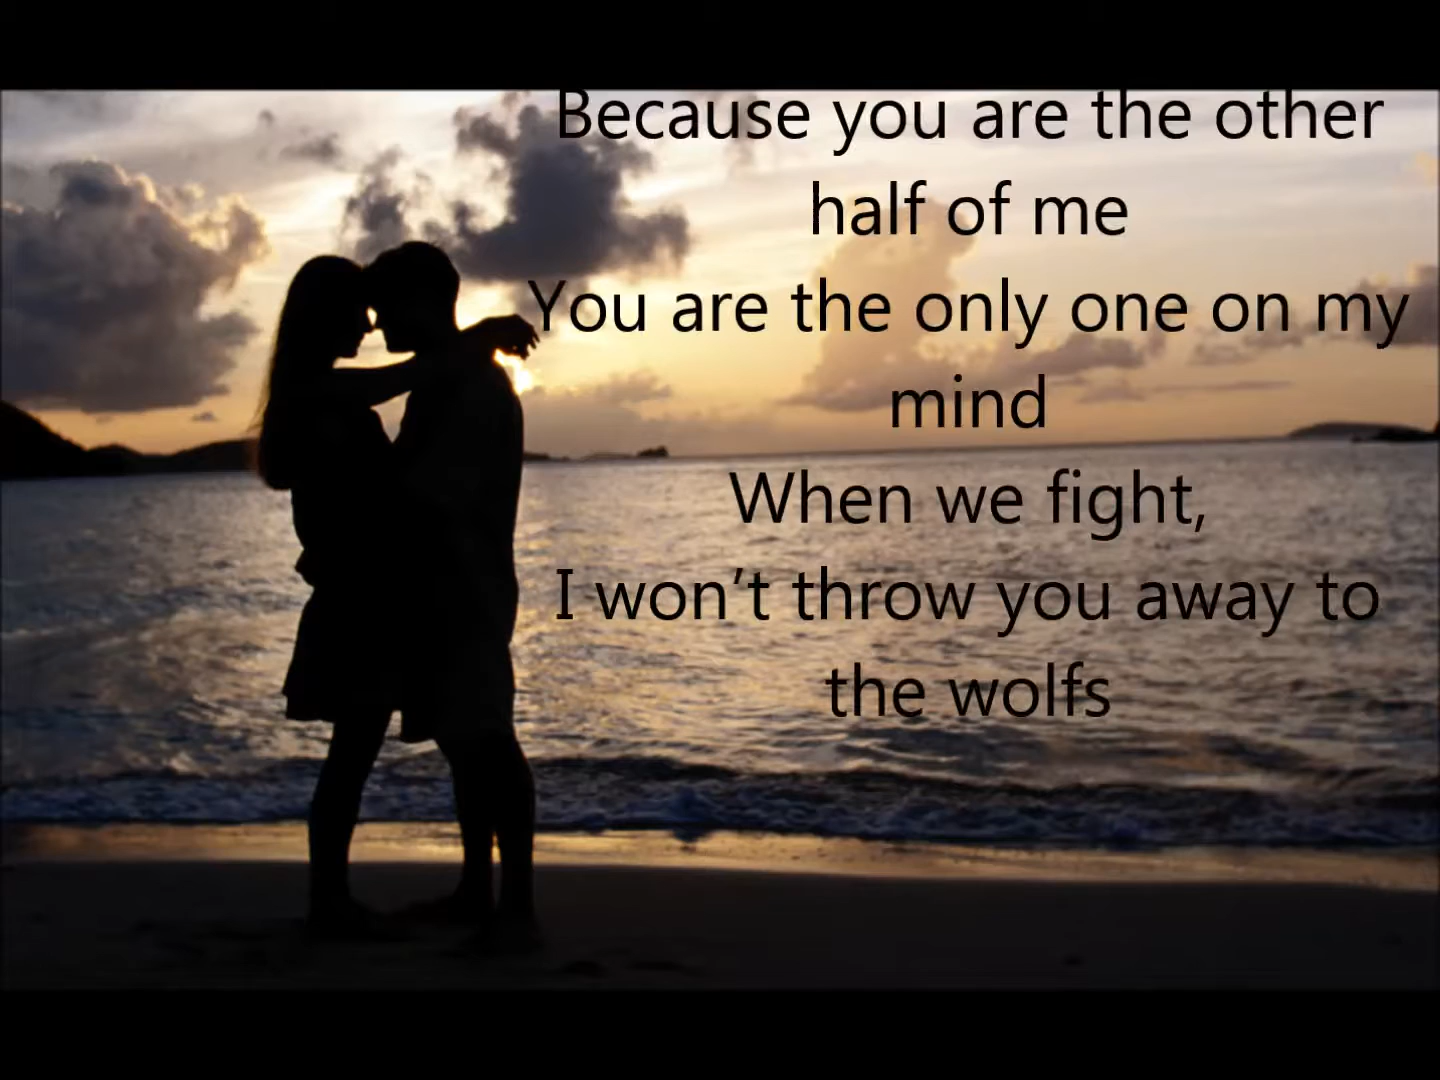 Because you are the other
half of me
You are the only one on my
mind
When we fight,
I won’t throw you away to
the wolfs